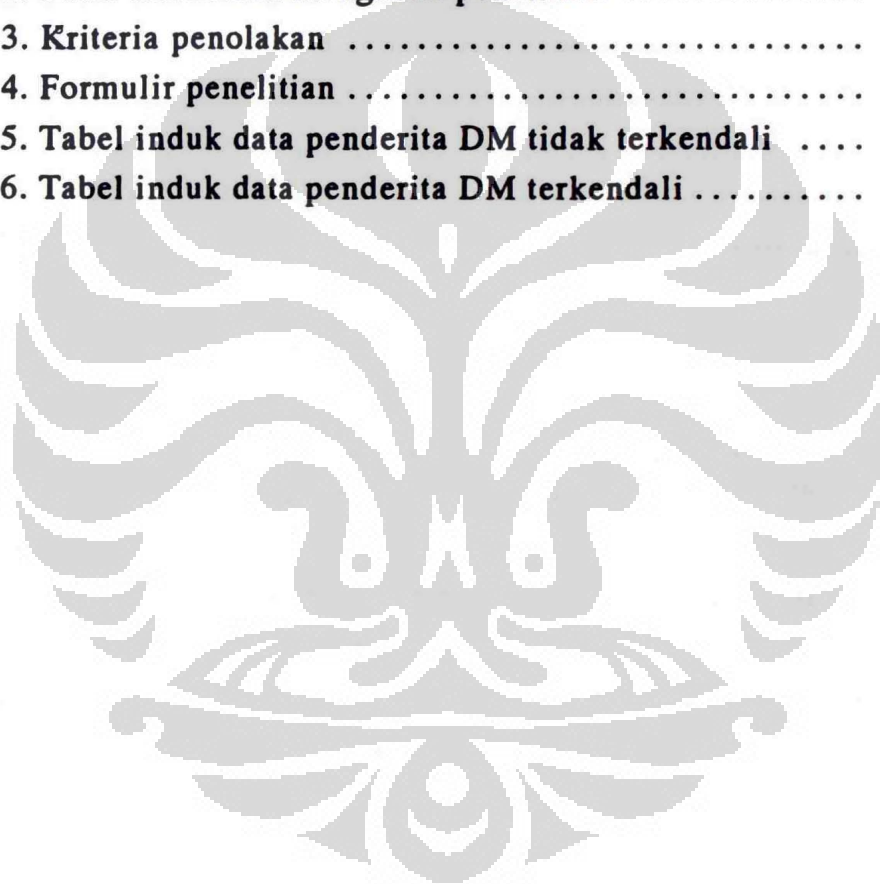 3. Kriteria penolakan ..............................
4. Formulir penelitian ..............................
5. Tabel induk data penderita DM tidak terkendali ....
6. Tabel induk data penderita DM terkendali ..........